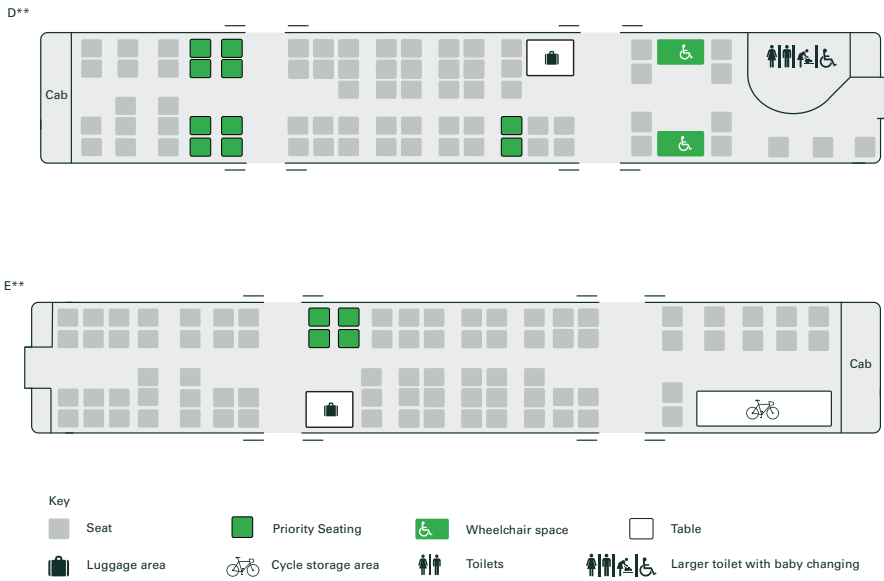 D**
Cab
E**
Cab
Key
Seat
Priority Seating
Wheelchair space
Table
Luggage area
Cycle storage area
Toilets
Larger toilet with baby changing